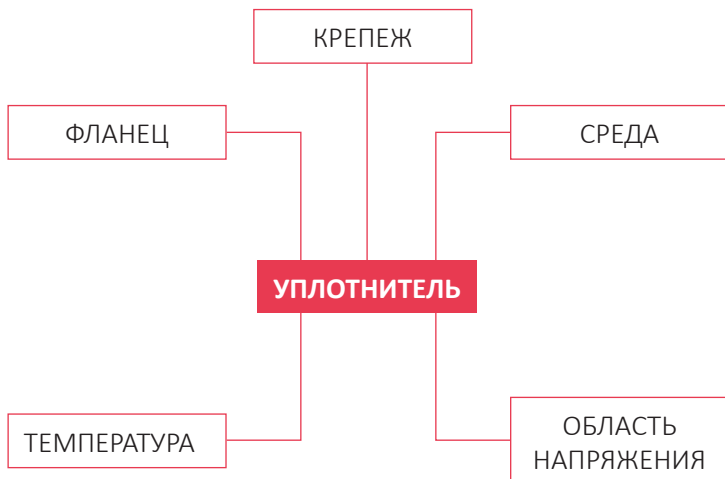 КРЕПЕЖ
ФЛАНЕЦ
СРЕДА
УПЛОТНИТЕЛЬ
ТЕМПЕРАТУРА
ОБЛАСТЬ
НАПРЯЖЕНИЯ